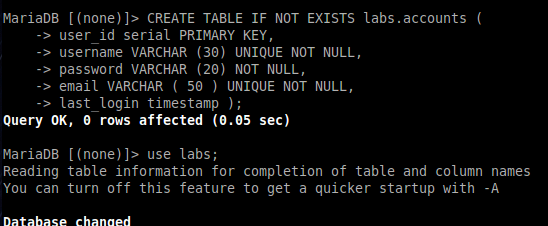 MariaDB [(none)]> CREATE TABLE IF NOT EXISTS labs.accounts (
    -> user_id serial PRIMARY KEY,
    -> username VARCHAR (30) UNIQUE NOT NULL,
    -> password VARCHAR (20) NOT NULL,
    -> email VARCHAR ( 50 ) UNIQUE NOT NULL,
    -> last_login timestamp );
Query OK, 0 rows affected (0.05 sec)

MariaDB [(none)]> use labs;
Reading table information for completion of table and column names
You can turn off this feature to get a quicker startup with -A

Database changed